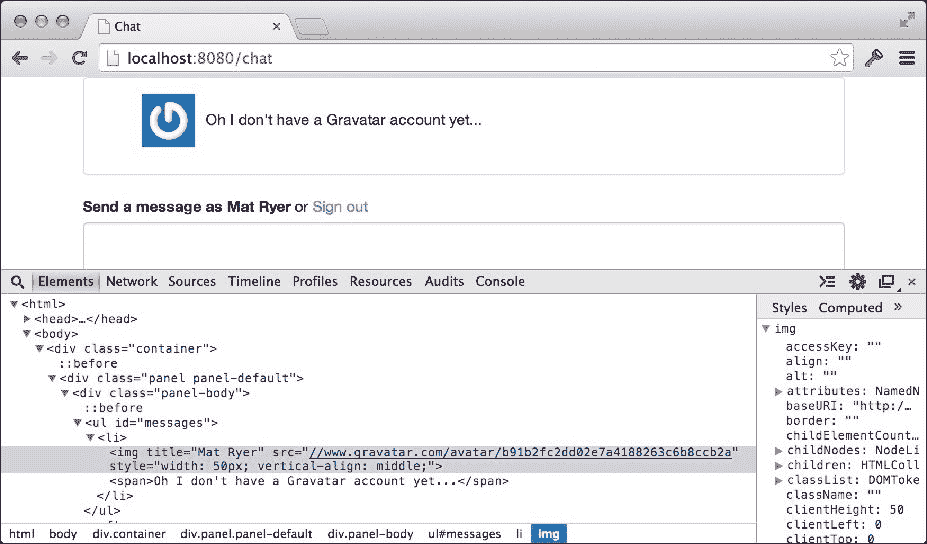 Chat
localhost:8080/chat
Oh I don't have a Gravatar account yet...
Send a message as Mat Ryer or Sign out
Elements Network Sources Timeline Profiles Resources Audits Console
<html>
<head>…</head>
<body>
<div class="container">
::before
<div class="panel panel-default">
<div class="panel-body">
::before
<ul id="messages">
<li>
<img title="Mat Ryer" src="//www.gravatar.com/avatar/b91b2fc2dd02e7a4188263c6b8ccb2a"
style="width: 50px; vertical-align: middle;">
<span>Oh I don't have a Gravatar account yet...</span>
</li>
</ul>
html body div.container div.panel.panel-default div.panel-body ul#messages li img
Styles Computed »
img
accessKey: ""
align: ""
alt: ""
attributes: NamedN
baseURI: "http:/…
border: ""
childElementCount…
childNodes: NodeLi
children: HTMLColl
classList: DOMToke
className: ""
clientHeight: 50
clientLeft: 0
clientTop: 0